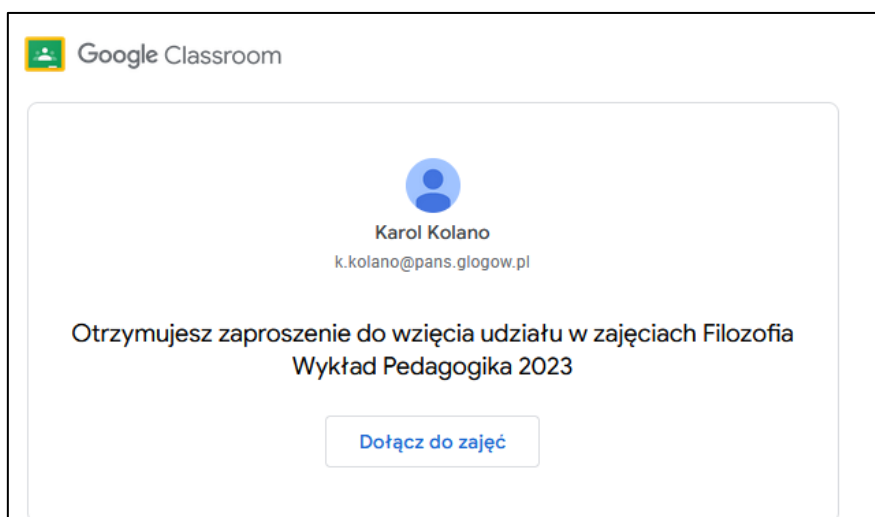 Google Classroom
Karol Kolano
k.kolano@pans.glogow.pl
Otrzymujesz zaproszenie do wzięcia udziału w zajęciach Filozofia
Wykład Pedagogika 2023
Dołącz do zajęć